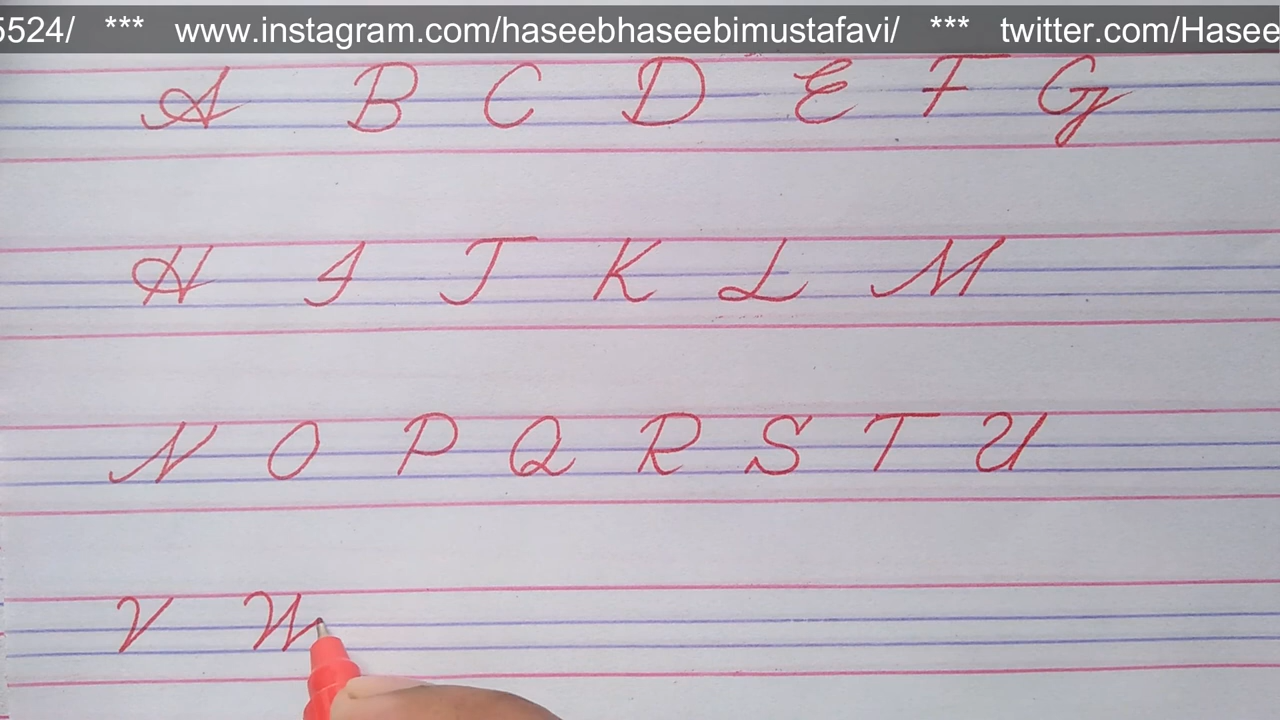 5524/ *** www.instagram.com/haseebhaseebimustafavi/ *** twitter.com/Hasee
A B C D E F G
H I J K L M
N O P Q R S T U
V W